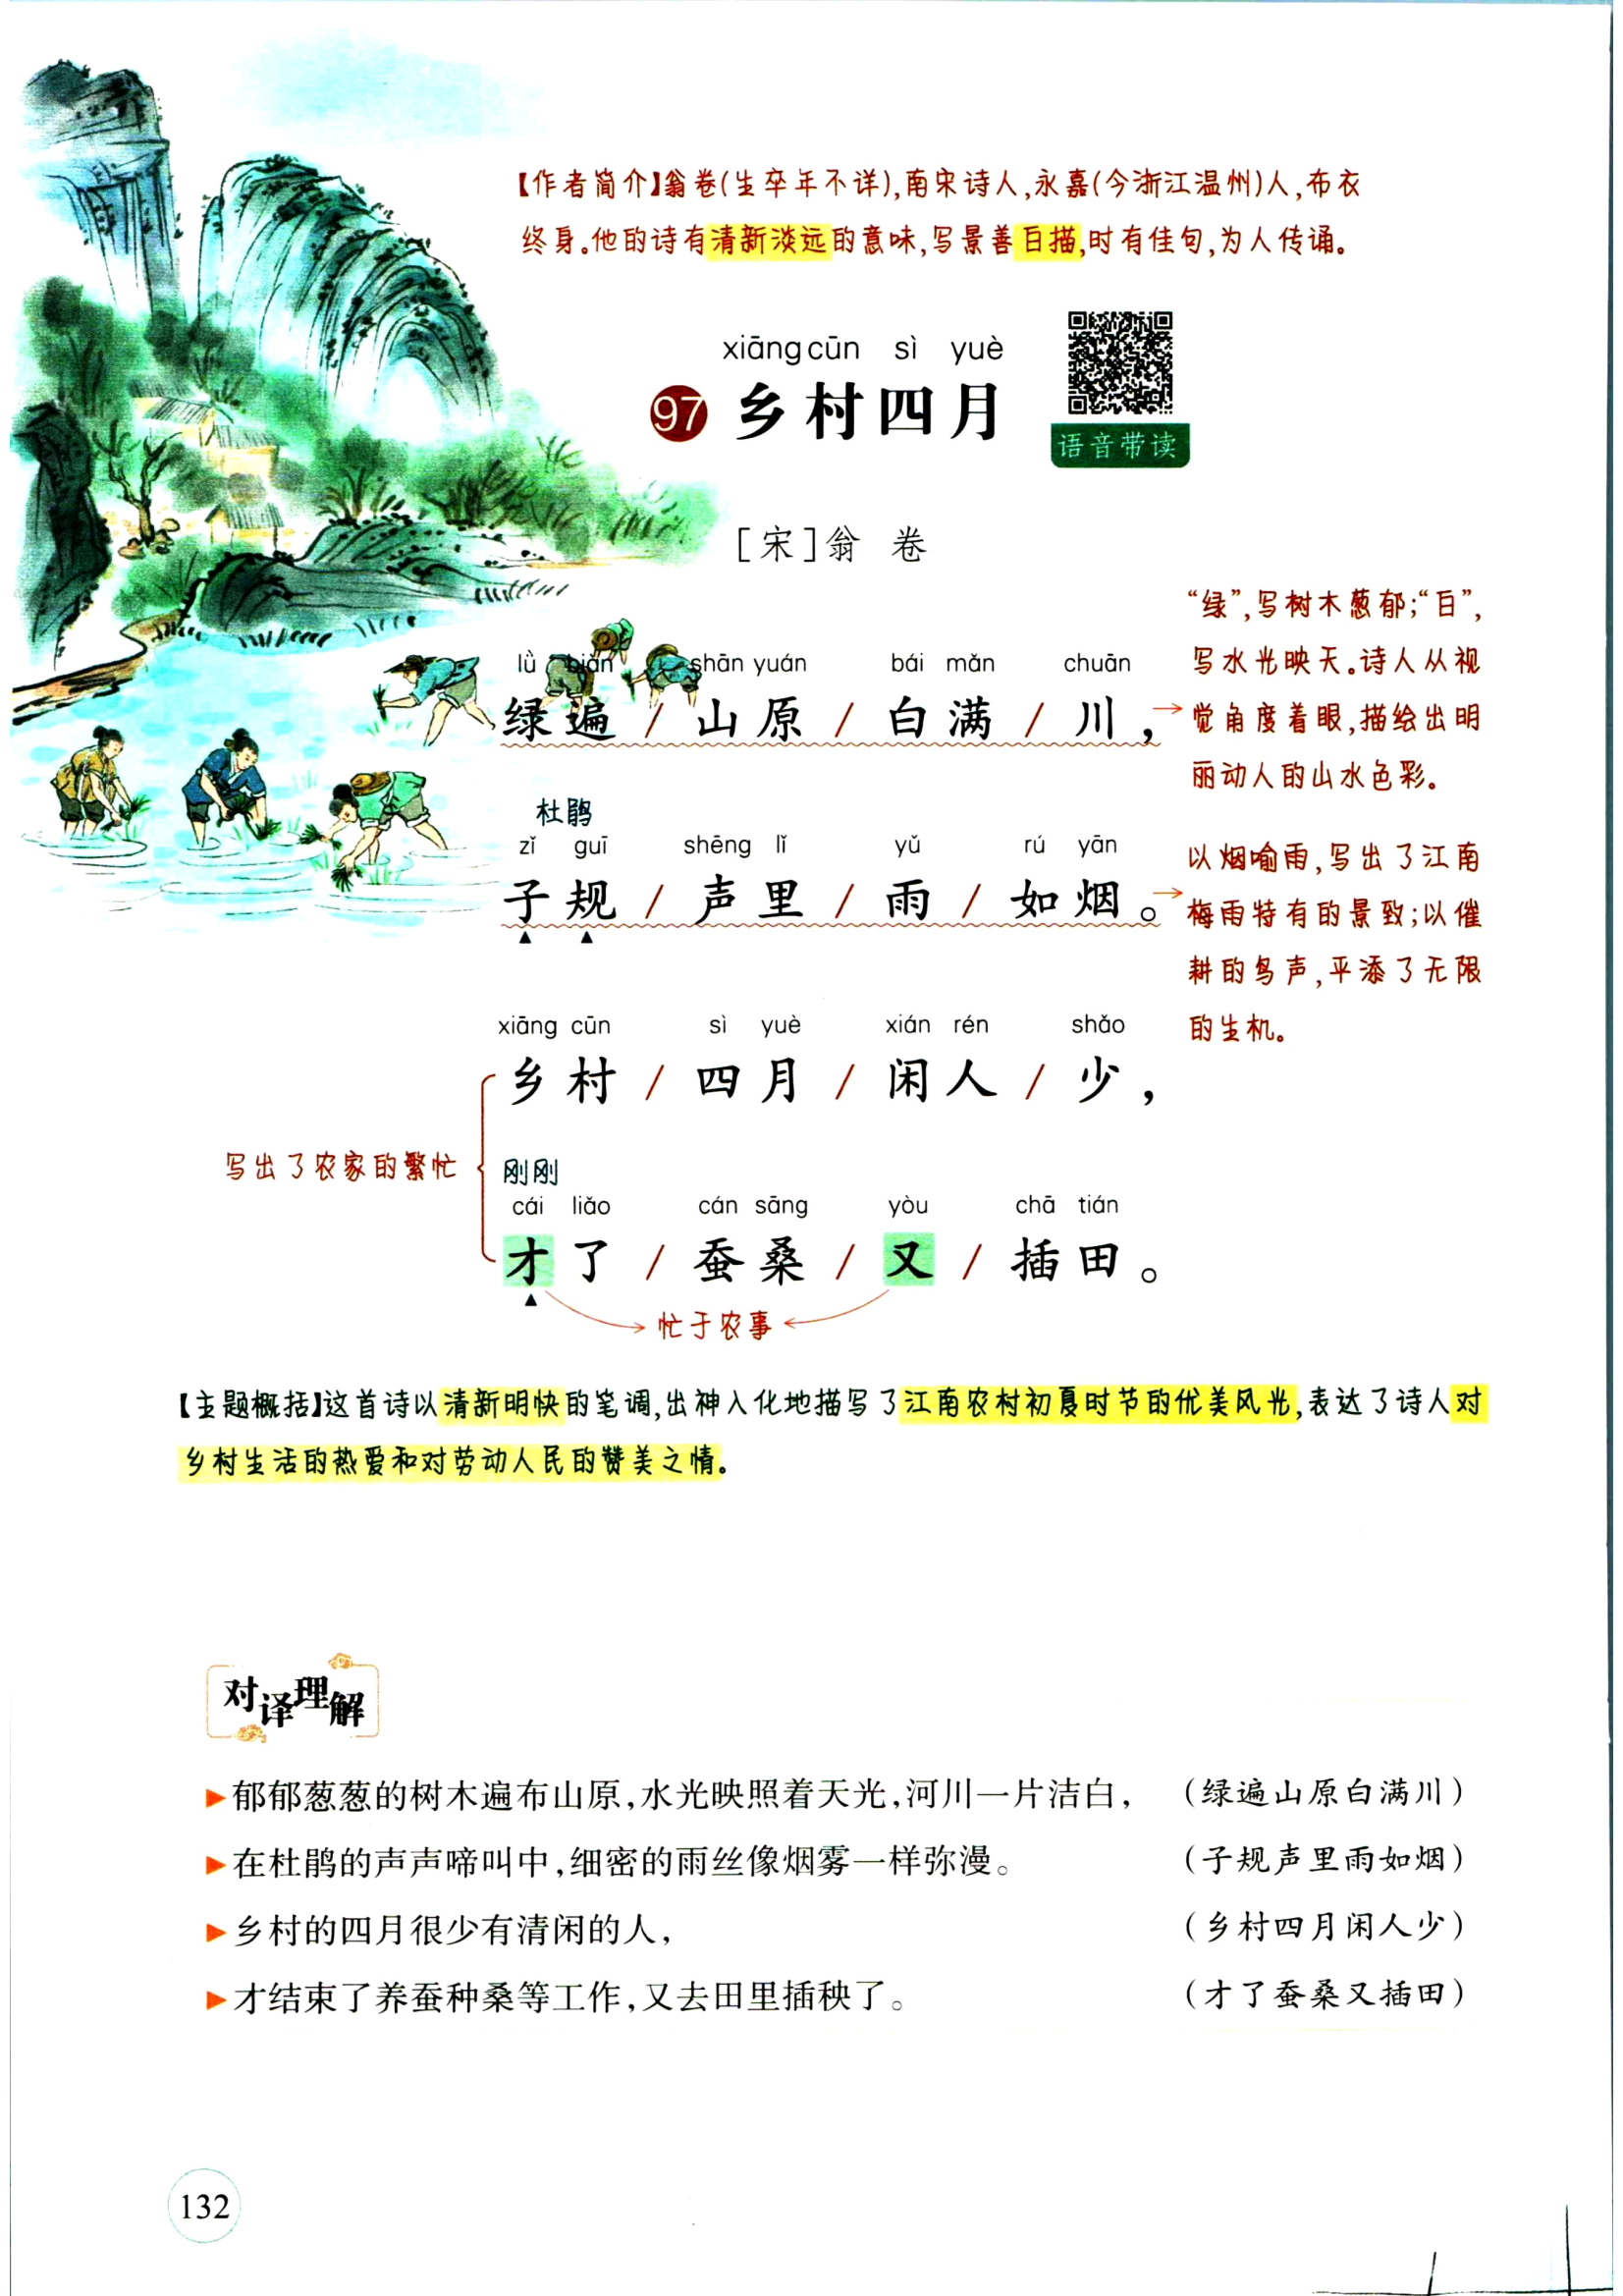 【作者简介】翁卷(生卒年不详),南宋诗人,永嘉(今浙江温州)人,布衣
终身。他的诗有清新淡远的意味,写景善白描,时有佳句,为人传诵。
xiāng cūn sì yuè
97 乡村四月
语音带读
[宋]翁 卷
lǜ biàn shān yuán bái mǎn chuān
绿遍/山原/白满/川,
“绿”,写树木葱郁;“白”,
写水光映天。诗人从视
觉角度着眼,描绘出明
丽动人的山水色彩。
杜鹃
zǐ guī shēng lǐ yǔ rú yān
子规/声里/雨/如烟。
以烟喻雨,写出了江南
梅雨特有的景致;以催
耕的鸟声,平添了无限
的生机。
xiāng cūn sì yuè xián rén shǎo
乡村/四月/闲人/少,
写出了农家的繁忙
刚刚
cái liǎo cán sāng yòu chā tián
才了/蚕桑/又/插田。
忙于农事
【主题概括】这首诗以清新明快的笔调,出神入化地描写了江南农村初夏时节的优美风光,表达了诗人对
乡村生活的热爱和对劳动人民的赞美之情。
对译理解
▶郁郁葱葱的树木遍布山原,水光映照着天光,河川一片洁白, (绿遍山原白满川)
▶在杜鹃的声声啼叫中,细密的雨丝像烟雾一样弥漫。 (子规声里雨如烟)
▶乡村的四月很少有清闲的人, (乡村四月闲人少)
▶才结束了养蚕种桑等工作,又去田里插秧了。 (才了蚕桑又插田)
132